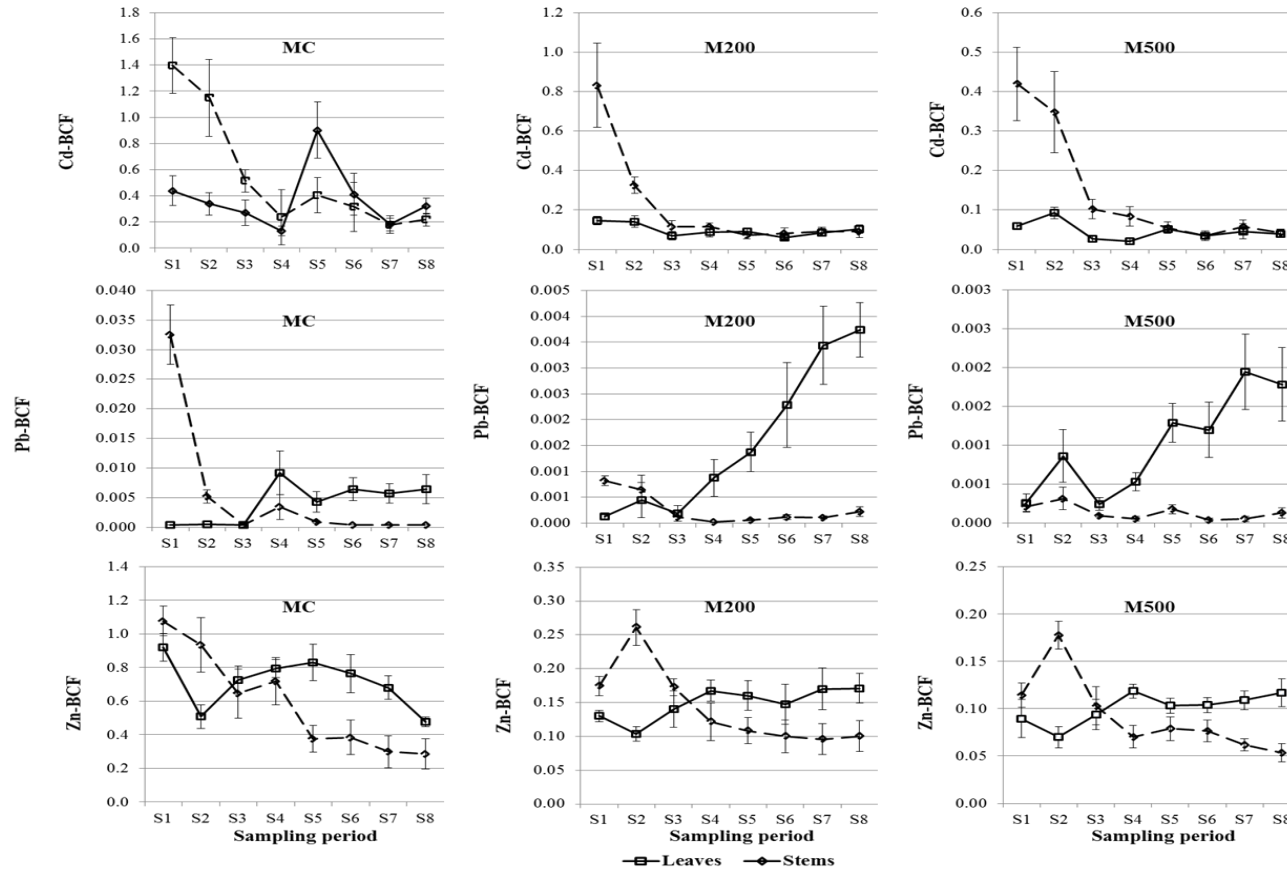 MC
Cd-BCF
1.8
1.6
1.4
1.2
1.0
0.8
0.6
0.4
0.2
0.0
S1 S2 S3 S4 S5 S6 S7 S8
M200
Cd-BCF
1.2
1.0
0.8
0.6
0.4
0.2
0.0
S1 S2 S3 S4 S5 S6 S7 S8
M500
Cd-BCF
0.6
0.5
0.4
0.3
0.2
0.1
0.0
S1 S2 S3 S4 S5 S6 S7 S8
MC
Pb-BCF
0.040
0.035
0.030
0.025
0.020
0.015
0.010
0.005
0.000
S1 S2 S3 S4 S5 S6 S7 S8
M200
Pb-BCF
0.005
0.004
0.004
0.003
0.003
0.002
0.002
0.001
0.001
0.000
S1 S2 S3 S4 S5 S6 S7 S8
M500
Pb-BCF
0.003
0.003
0.002
0.002
0.001
0.001
0.000
S1 S2 S3 S4 S5 S6 S7 S8
MC
Zn-BCF
1.4
1.2
1.0
0.8
0.6
0.4
0.2
0.0
S1 S2 S3 S4 S5 S6 S7 S8
Sampling period
M200
Zn-BCF
0.35
0.30
0.25
0.20
0.15
0.10
0.05
0.00
S1 S2 S3 S4 S5 S6 S7 S8
Sampling period
M500
Zn-BCF
0.25
0.20
0.15
0.10
0.05
0.00
S1 S2 S3 S4 S5 S6 S7 S8
Sampling period
Leaves Stems